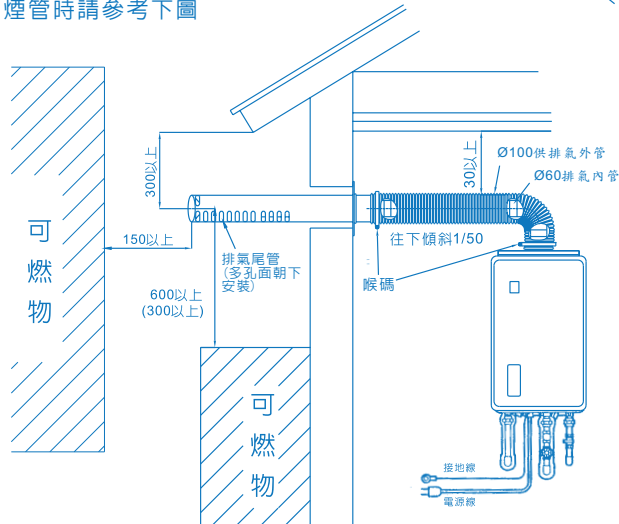 煙管時請參考下圖
300以上
30以上
Ø100供排氣外管
Ø60排氣內管
150以上
往下傾斜1/50
排氣尾管
(多孔面朝下
安裝)
喉碼
可
燃
物
600以上
(300以上)
可
燃
物
接地線
電源線